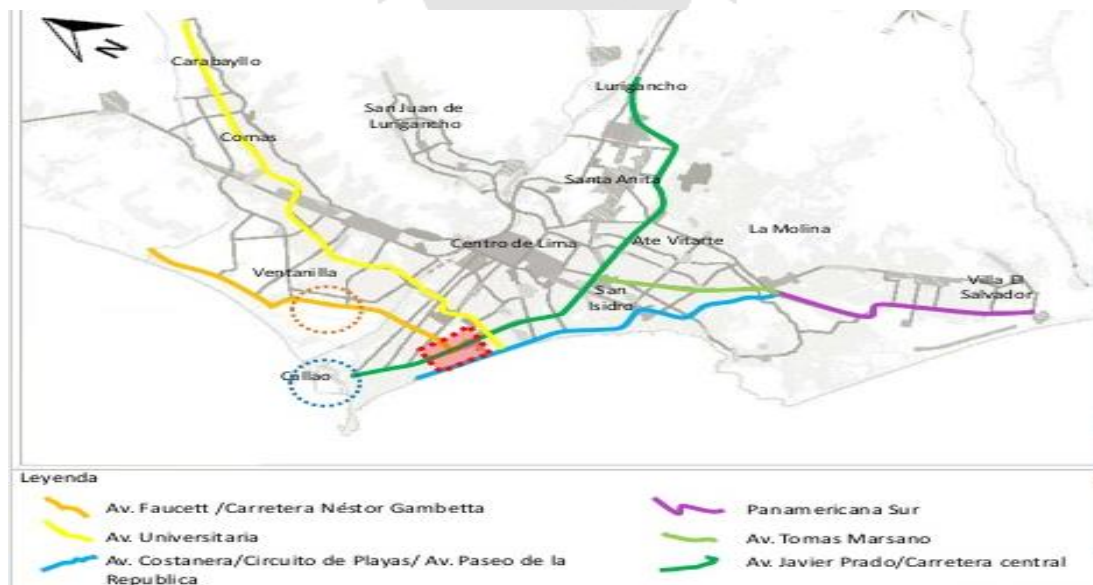 N
Carabayllo
Comas
San Juan de
Lurigancho
Lurigancho
Santa Anita
Centro de Lima
Ate Vitarte
La Molina
Ventanilla
San
Isidro
Villa El
Salvador
Callao
Leyenda
Av. Faucett /Carretera Néstor Gambetta
Av. Universitaria
Av. Costanera/Circuito de Playas/ Av. Paseo de la
Republica
Panamericana Sur
Av. Tomas Marsano
Av. Javier Prado/Carretera central